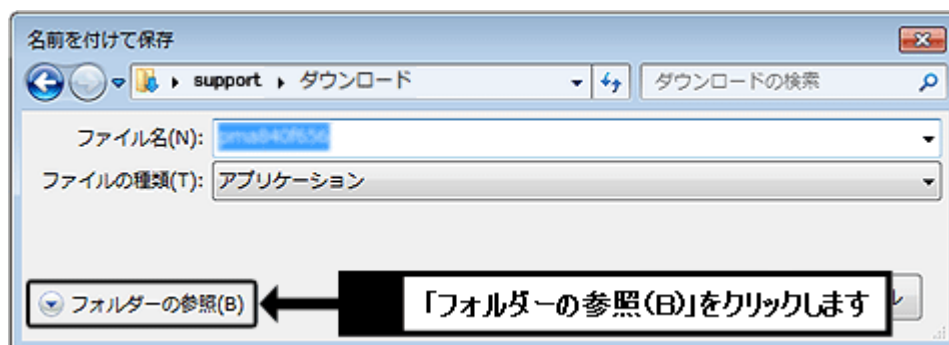 名前を付けて保存
support ▸ ダウンロード
ダウンロードの検索
ファイル名(N):
ファイルの種類(T): アプリケーション
フォルダーの参照(B)
「フォルダーの参照(B)」をクリックします